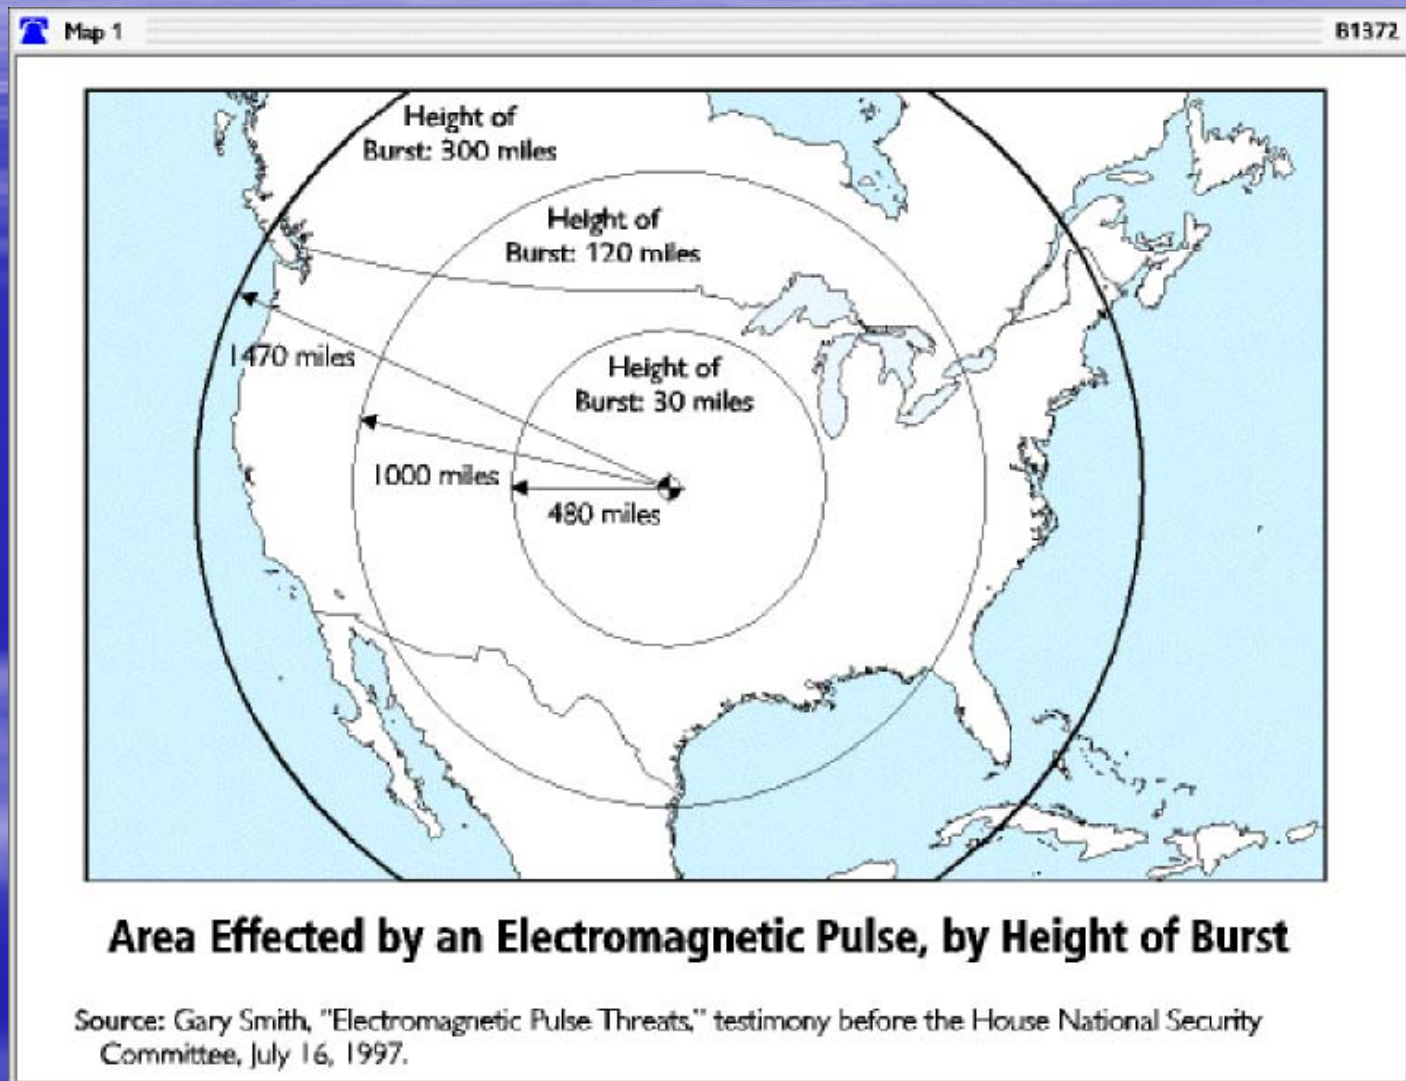 Map 1
B1372
Height of
Burst: 300 miles
Height of
Burst: 120 miles
1470 miles
Height of
Burst: 30 miles
1000 miles
480 miles
Area Effected by an Electromagnetic Pulse, by Height of Burst
Source: Gary Smith, "Electromagnetic Pulse Threats," testimony before the House National Security
Committee, July 16, 1997.